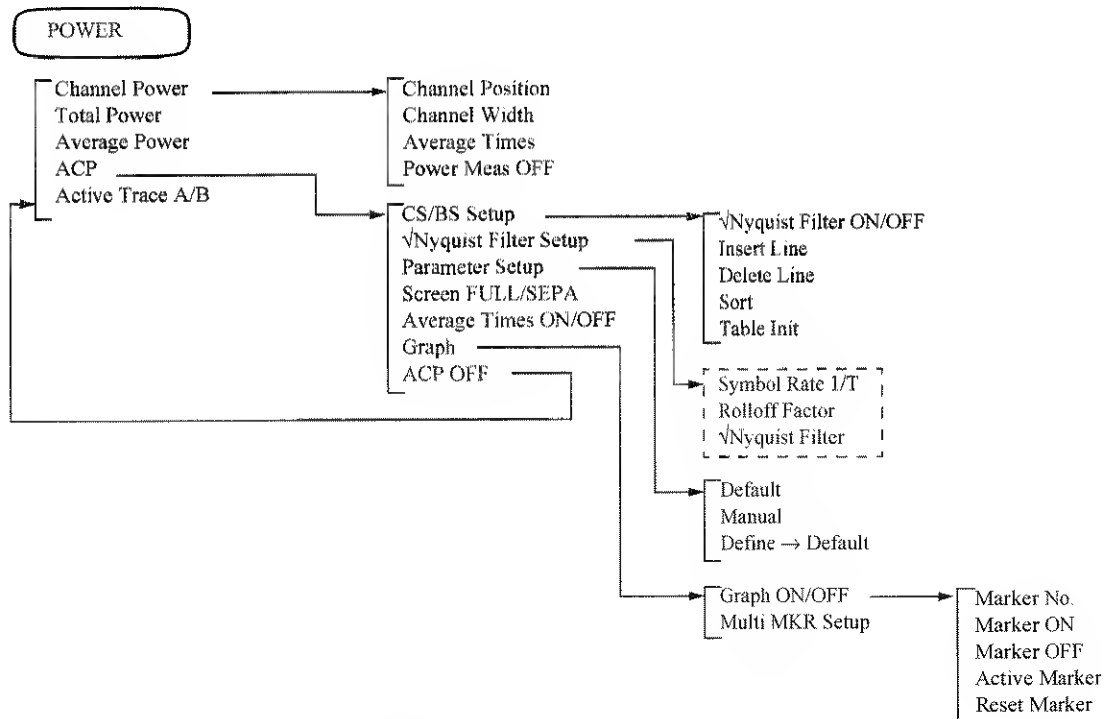 POWER
Channel Power
Total Power
Average Power
ACP
Active Trace A/B
Channel Position
Channel Width
Average Times
Power Meas OFF
CS/BS Setup
√Nyquist Filter Setup
Parameter Setup
Screen FULL/SEPA
Average Times ON/OFF
Graph
ACP OFF
√Nyquist Filter ON/OFF
Insert Line
Delete Line
Sort
Table Init
Symbol Rate 1/T
Rolloff Factor
√Nyquist Filter
Default
Manual
Define → Default
Graph ON/OFF
Multi MKR Setup
Marker No.
Marker ON
Marker OFF
Active Marker
Reset Marker